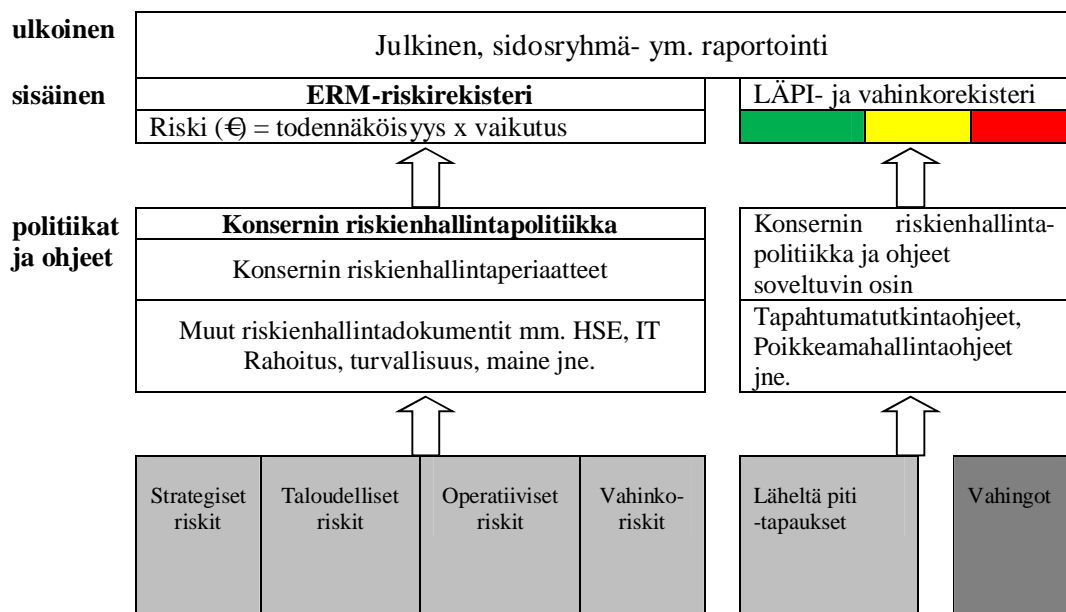 ulkoinen
Julkinen, sidosryhmä- ym. raportointi
sisäinen
ERM-riskirekisteri
Riski (€) = todennäköisyys x vaikutus
LÄPI- ja vahinkorekisteri
politiikat
ja ohjeet
Konsernin riskienhallintapolitiikka
Konsernin riskienhallintaperiaatteet
Muut riskienhallintadokumentit mm. HSE, IT
Rahoitus, turvallisuus, maine jne.
Konsernin riskienhallinta-
politiikka ja ohjeet
soveltuvin osin
Tapahtumatutkintaohjeet,
Poikkeamahallintaohjeet
jne.
Strategiset
riskit
Taloudelliset
riskit
Operatiiviset
riskit
Vahinko-
riskit
Läheltä piti
-tapaukset
Vahingot